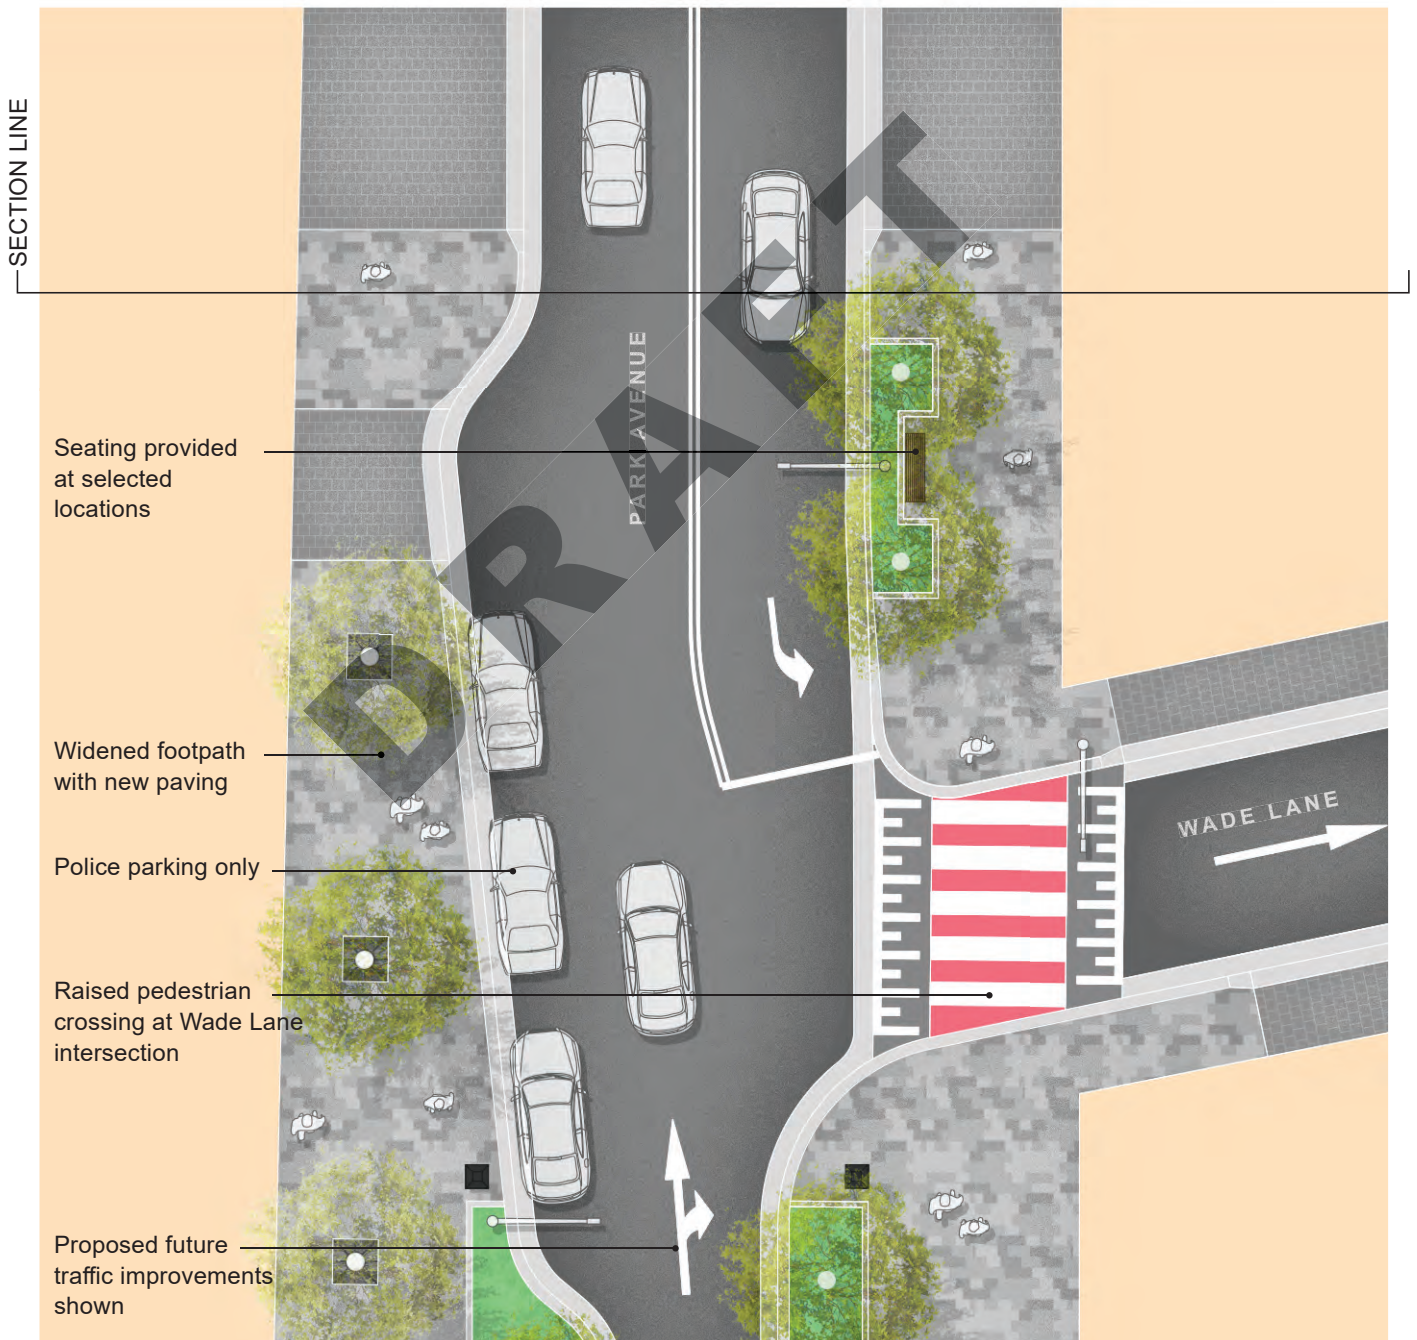 SECTION LINE
DRAFT
PARK AVENUE
Seating provided
at selected
locations
Widened footpath
with new paving
WADE LANE
Police parking only
Raised pedestrian
crossing at Wade Lane
intersection
Proposed future
traffic improvements
shown